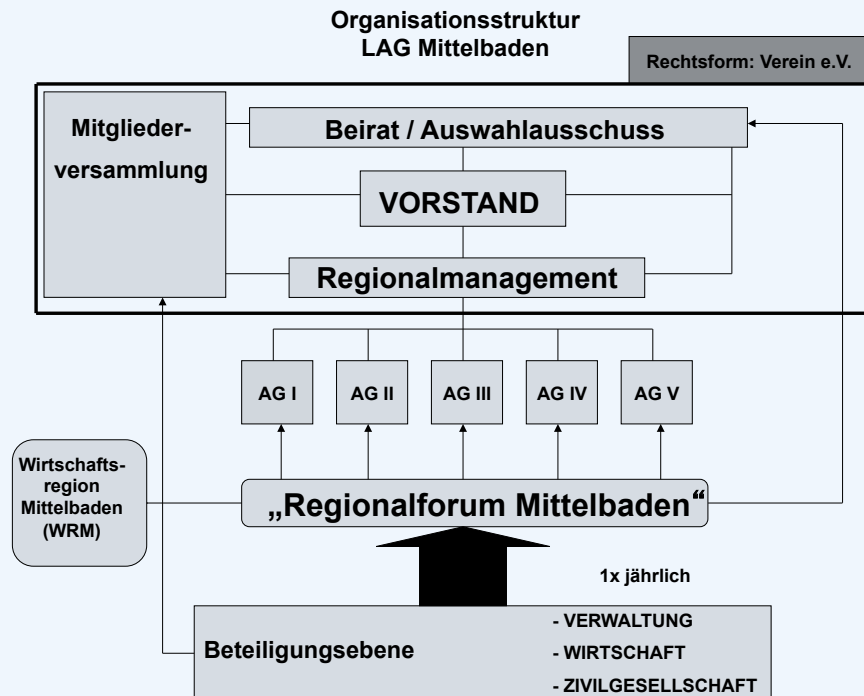 Organisationsstruktur
LAG Mittelbaden
Rechtsform: Verein e.V.
Mitglieder-
versammlung
Beirat / Auswahlausschuss
VORSTAND
Regionalmanagement
AG I
AG II
AG III
AG IV
AG V
Wirtschafts-
region
Mittelbaden
(WRM)
„Regionalforum Mittelbaden“
1x jährlich
Beteiligungsebene
- VERWALTUNG
- WIRTSCHAFT
- ZIVILGESELLSCHAFT